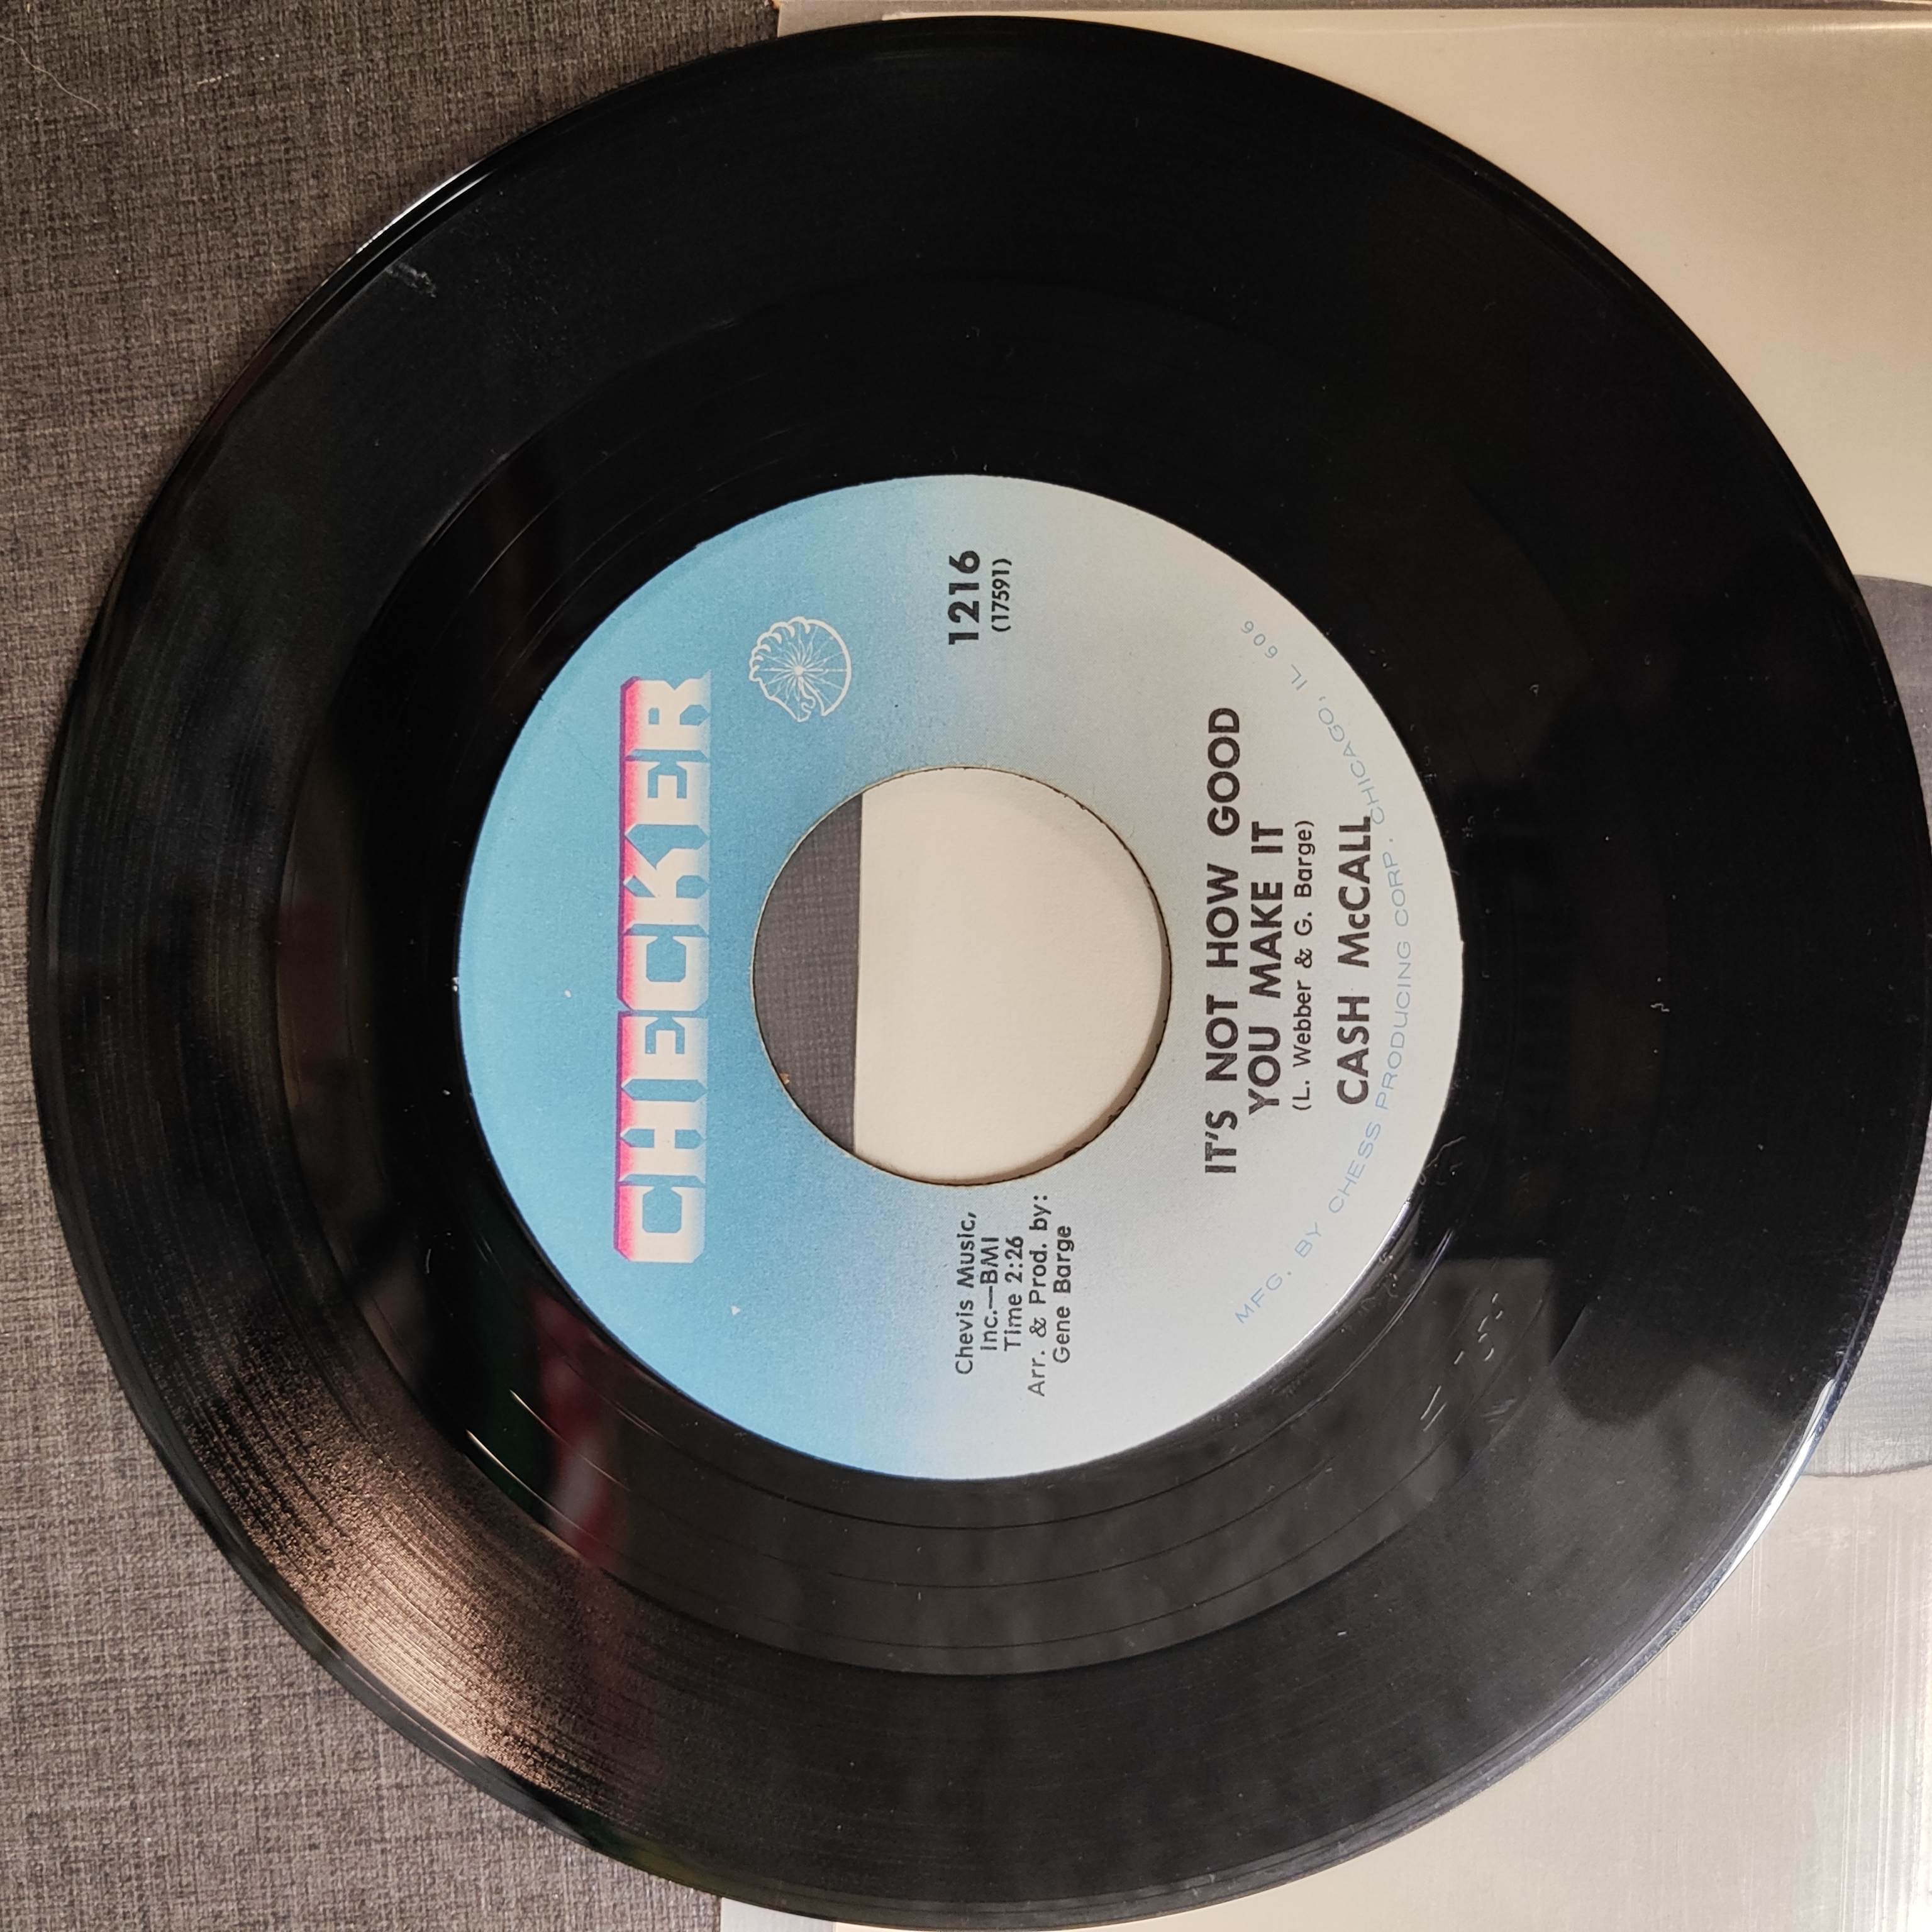 CHECKER
1216
(17591)
Chevis Music,
Inc.—BMI
Time 2:26
Arr. & Prod. by:
Gene Barge
IT'S NOT HOW GOOD
YOU MAKE IT
(L. Webber & G. Barge)
CASH McCALL
MFG. BY CHESS PRODUCING CORP. CHICAGO, IL 606